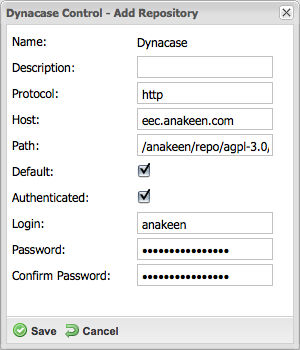 Dynacase Control - Add Repository
Name: Dynacase
Description:
Protocol: http
Host: eec.anakeen.com
Path: /anakeen/repo/agpl-3.0/
Default:
Authenticated:
Login: anakeen
Password: •••••••••••••••
Confirm Password: •••••••••••••••
Save Cancel